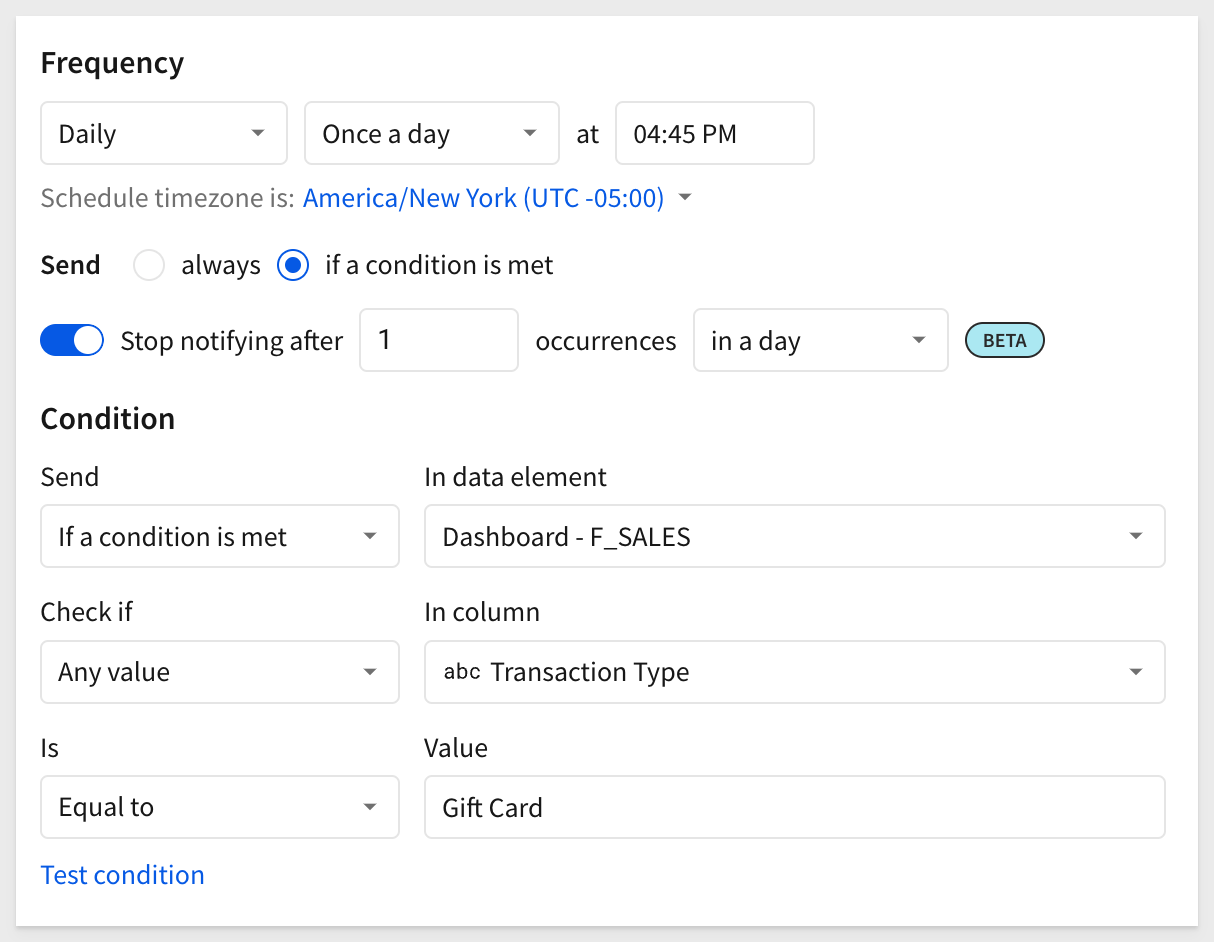 Frequency
Daily Once a day at 04:45 PM
Schedule timezone is: America/New York (UTC -05:00)
Send always if a condition is met
Stop notifying after 1 occurrences in a day BETA
Condition
Send In data element
If a condition is met Dashboard - F_SALES
Check if In column
Any value abc Transaction Type
Is Value
Equal to Gift Card
Test condition